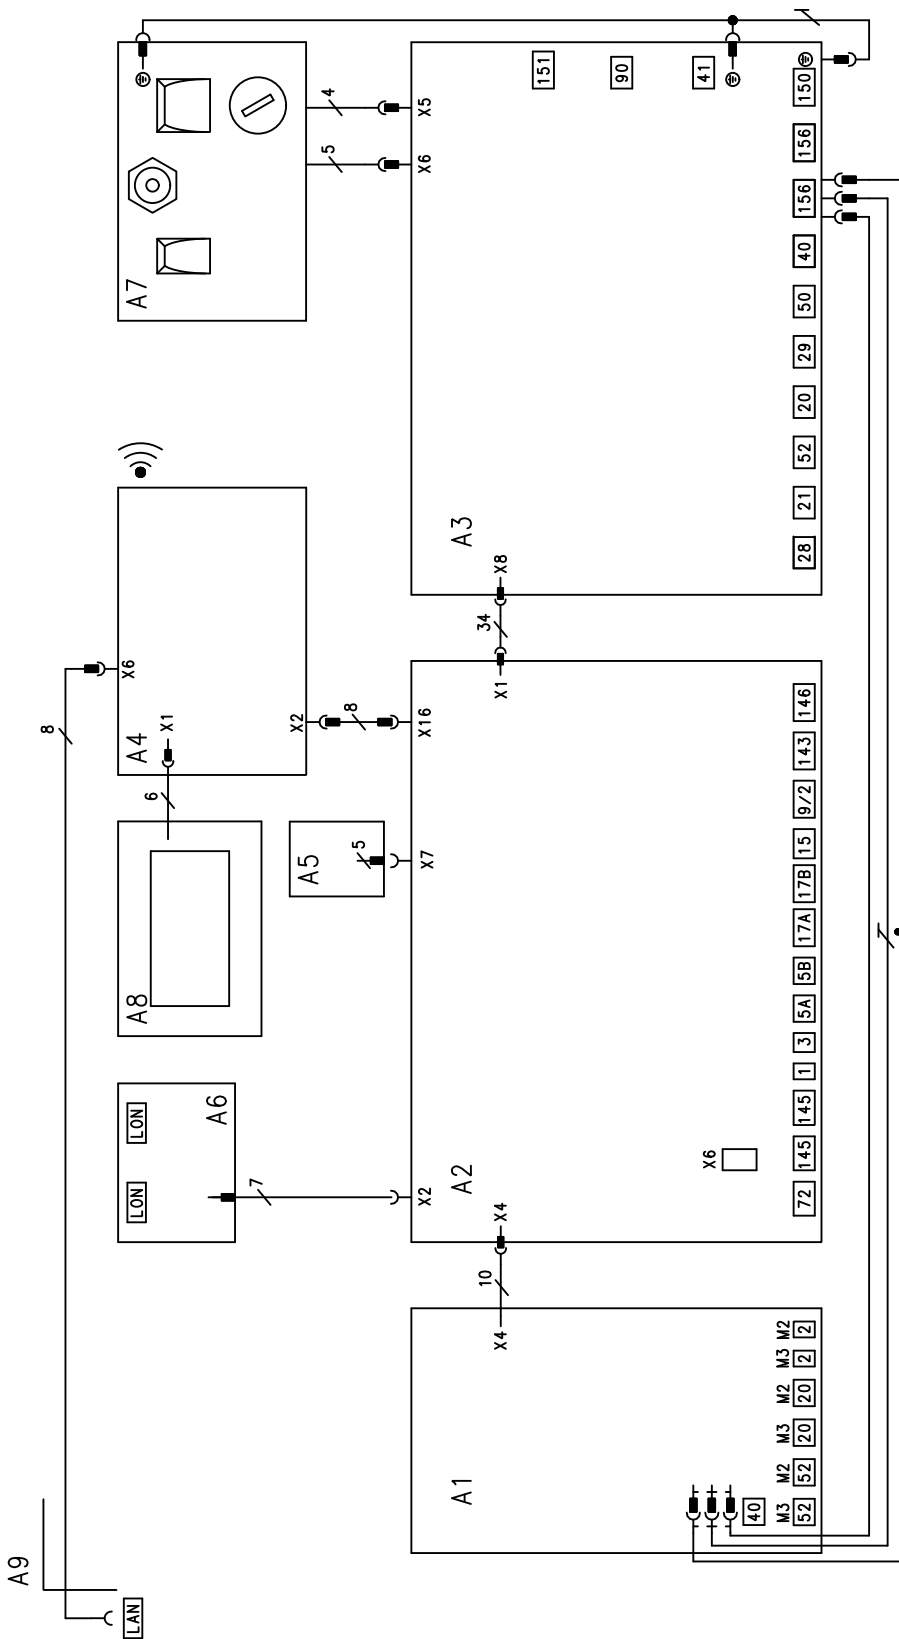 A9
LAN
8
A6
LON
LON
7
A8
6
A4
X1
X6
X2
8
A5
5
A7
4
5
A1
X4
40
M3 52
M2 52
M3 20
M2 20
M3 2
M2 2
10
A2
X4
X2
X7
X16
X1
X6
72
145
145
1
3
5A
5B
17A
17B
15
9/2
143
146
34
A3
X8
X6
X5
151
90
41
28
21
52
20
29
50
40
156
156
150